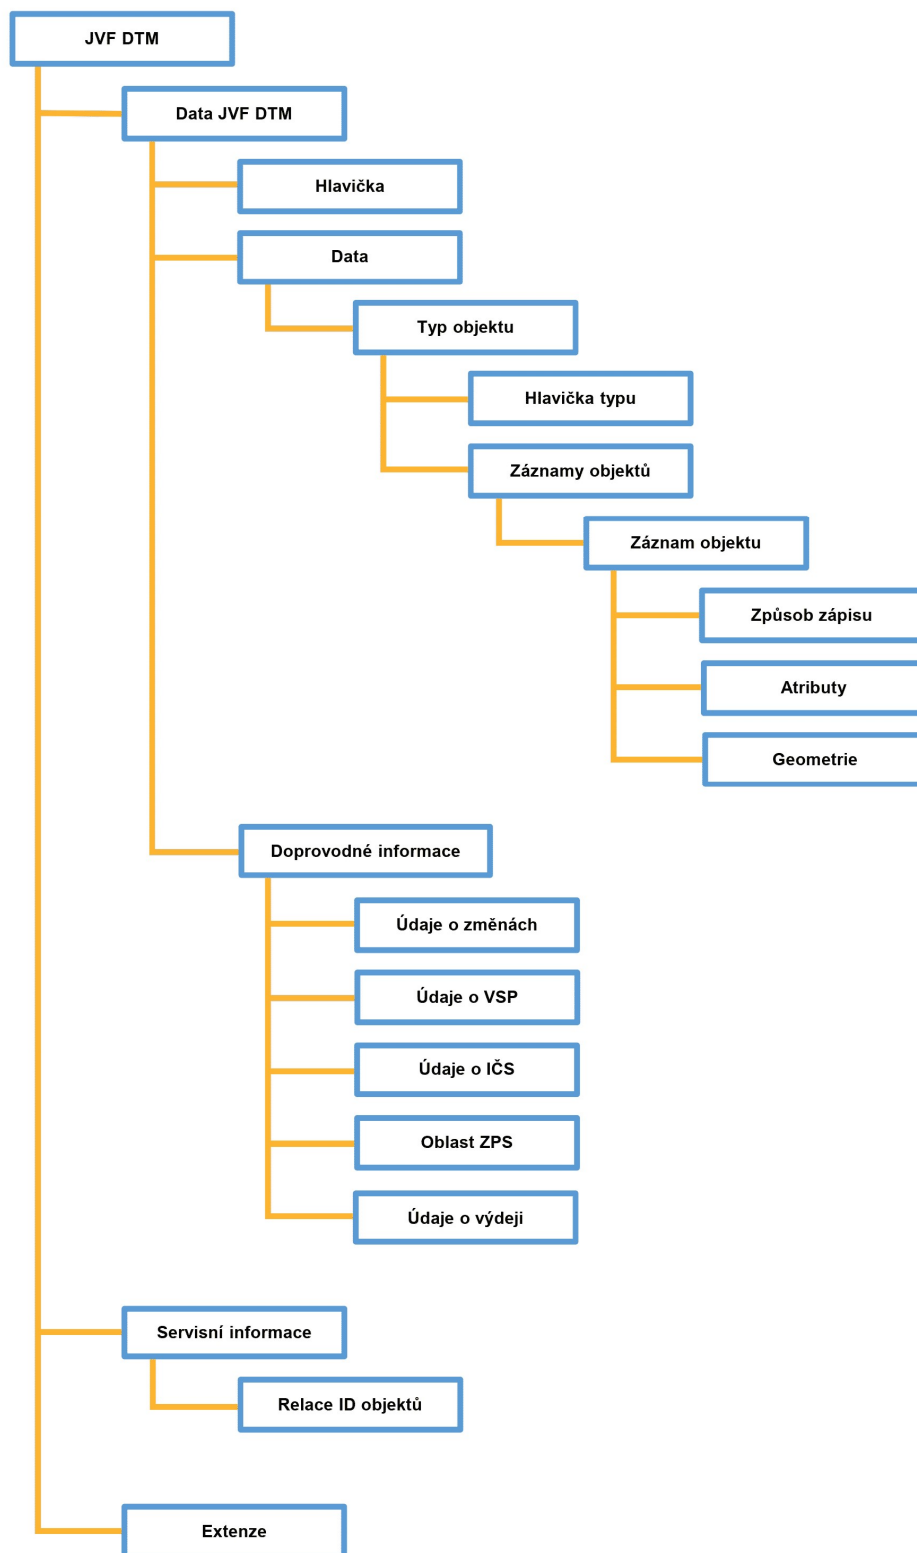 JVF DTM
Data JVF DTM
Hlavička
Data
Typ objektu
Hlavička typu
Záznamy objektů
Záznam objektu
Způsob zápisu
Atributy
Geometrie
Doprovodné informace
Údaje o změnách
Údaje o VSP
Údaje o IČS
Oblast ZPS
Údaje o výdeji
Servisní informace
Relace ID objektů
Extenze